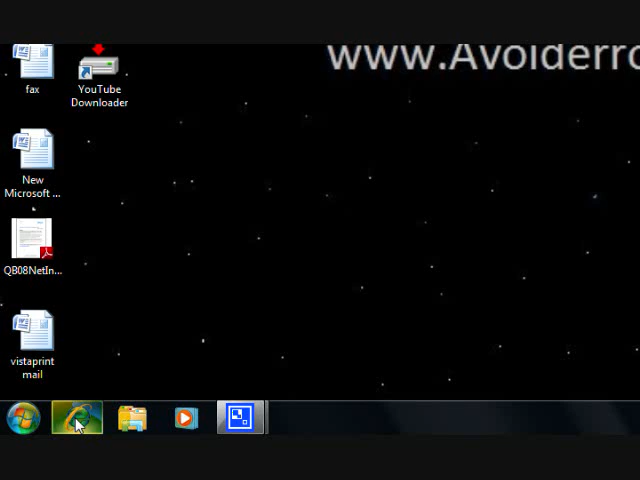 www.Avoiderro
fax
YouTube
Downloader
New
Microsoft ...
QB08NetIn...
vistaprint
mail